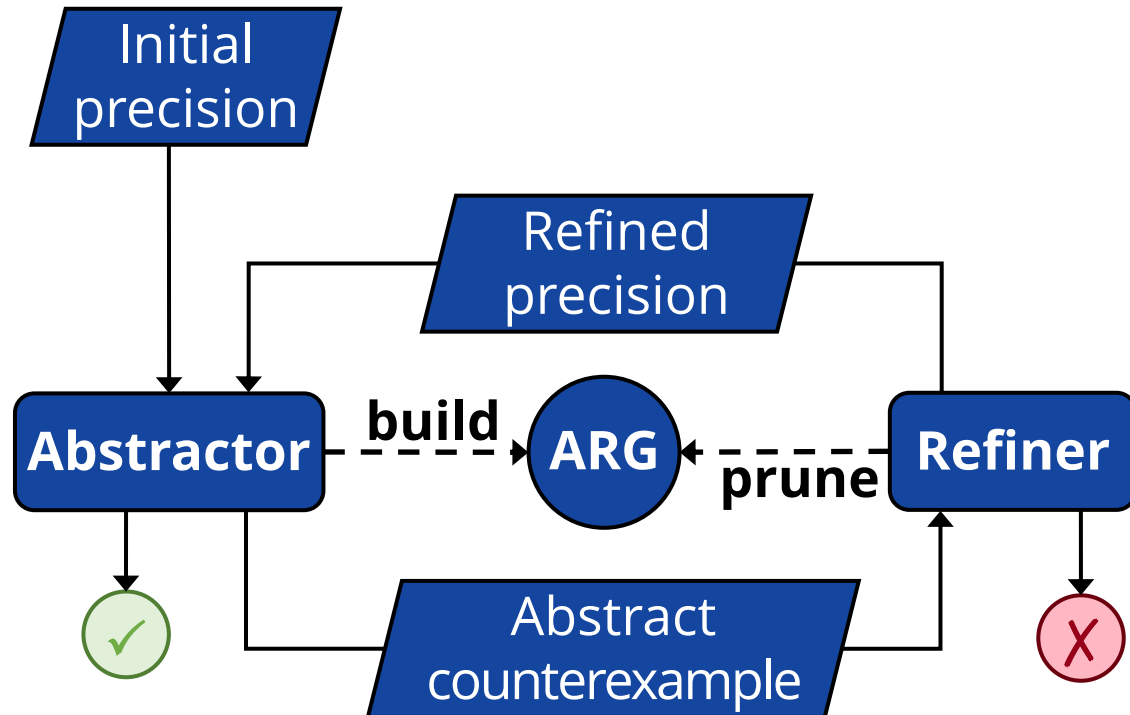 Initial
precision
Refined
precision
Abstractor
build
ARG
prune
Refiner
Abstract
counterexample
✓
✗